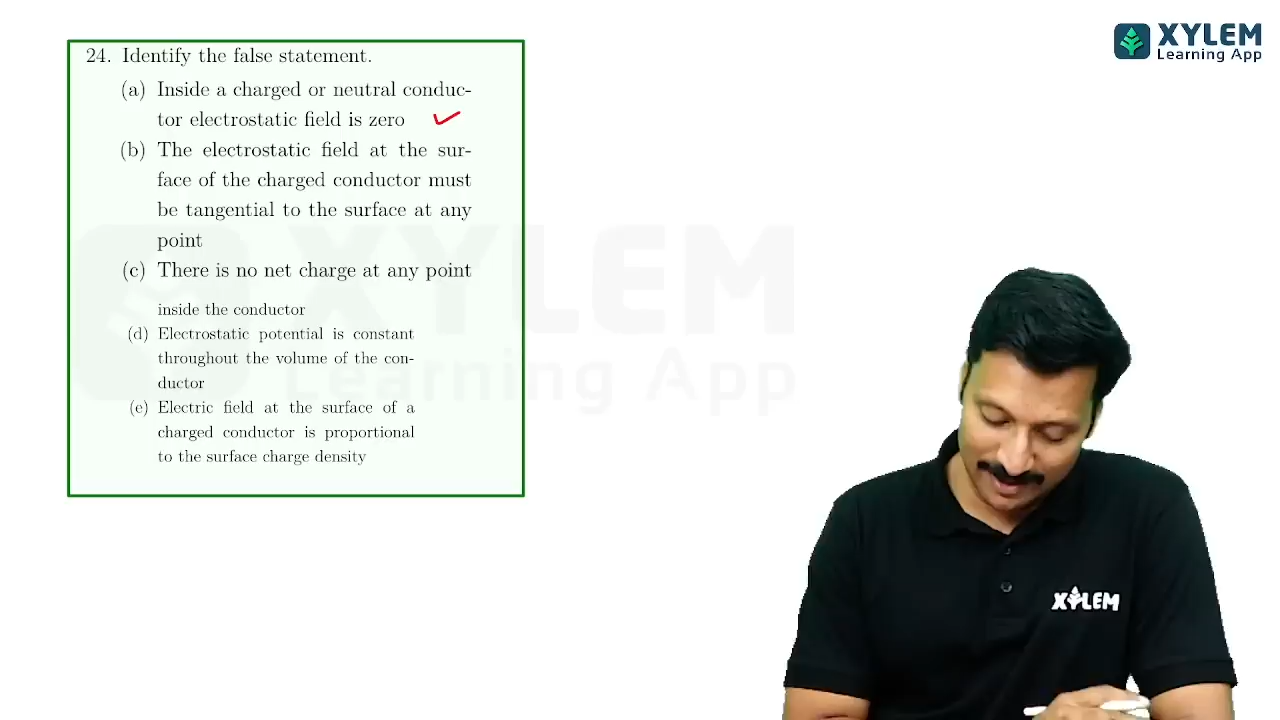 XYLEM
Learning App
24. Identify the false statement.
(a) Inside a charged or neutral conduc-
tor electrostatic field is zero
(b) The electrostatic field at the sur-
face of the charged conductor must
be tangential to the surface at any
point
(c) There is no net charge at any point
inside the conductor
(d) Electrostatic potential is constant
throughout the volume of the con-
ductor
(e) Electric field at the surface of a
charged conductor is proportional
to the surface charge density
XYLEM
Learning App
XYLEM